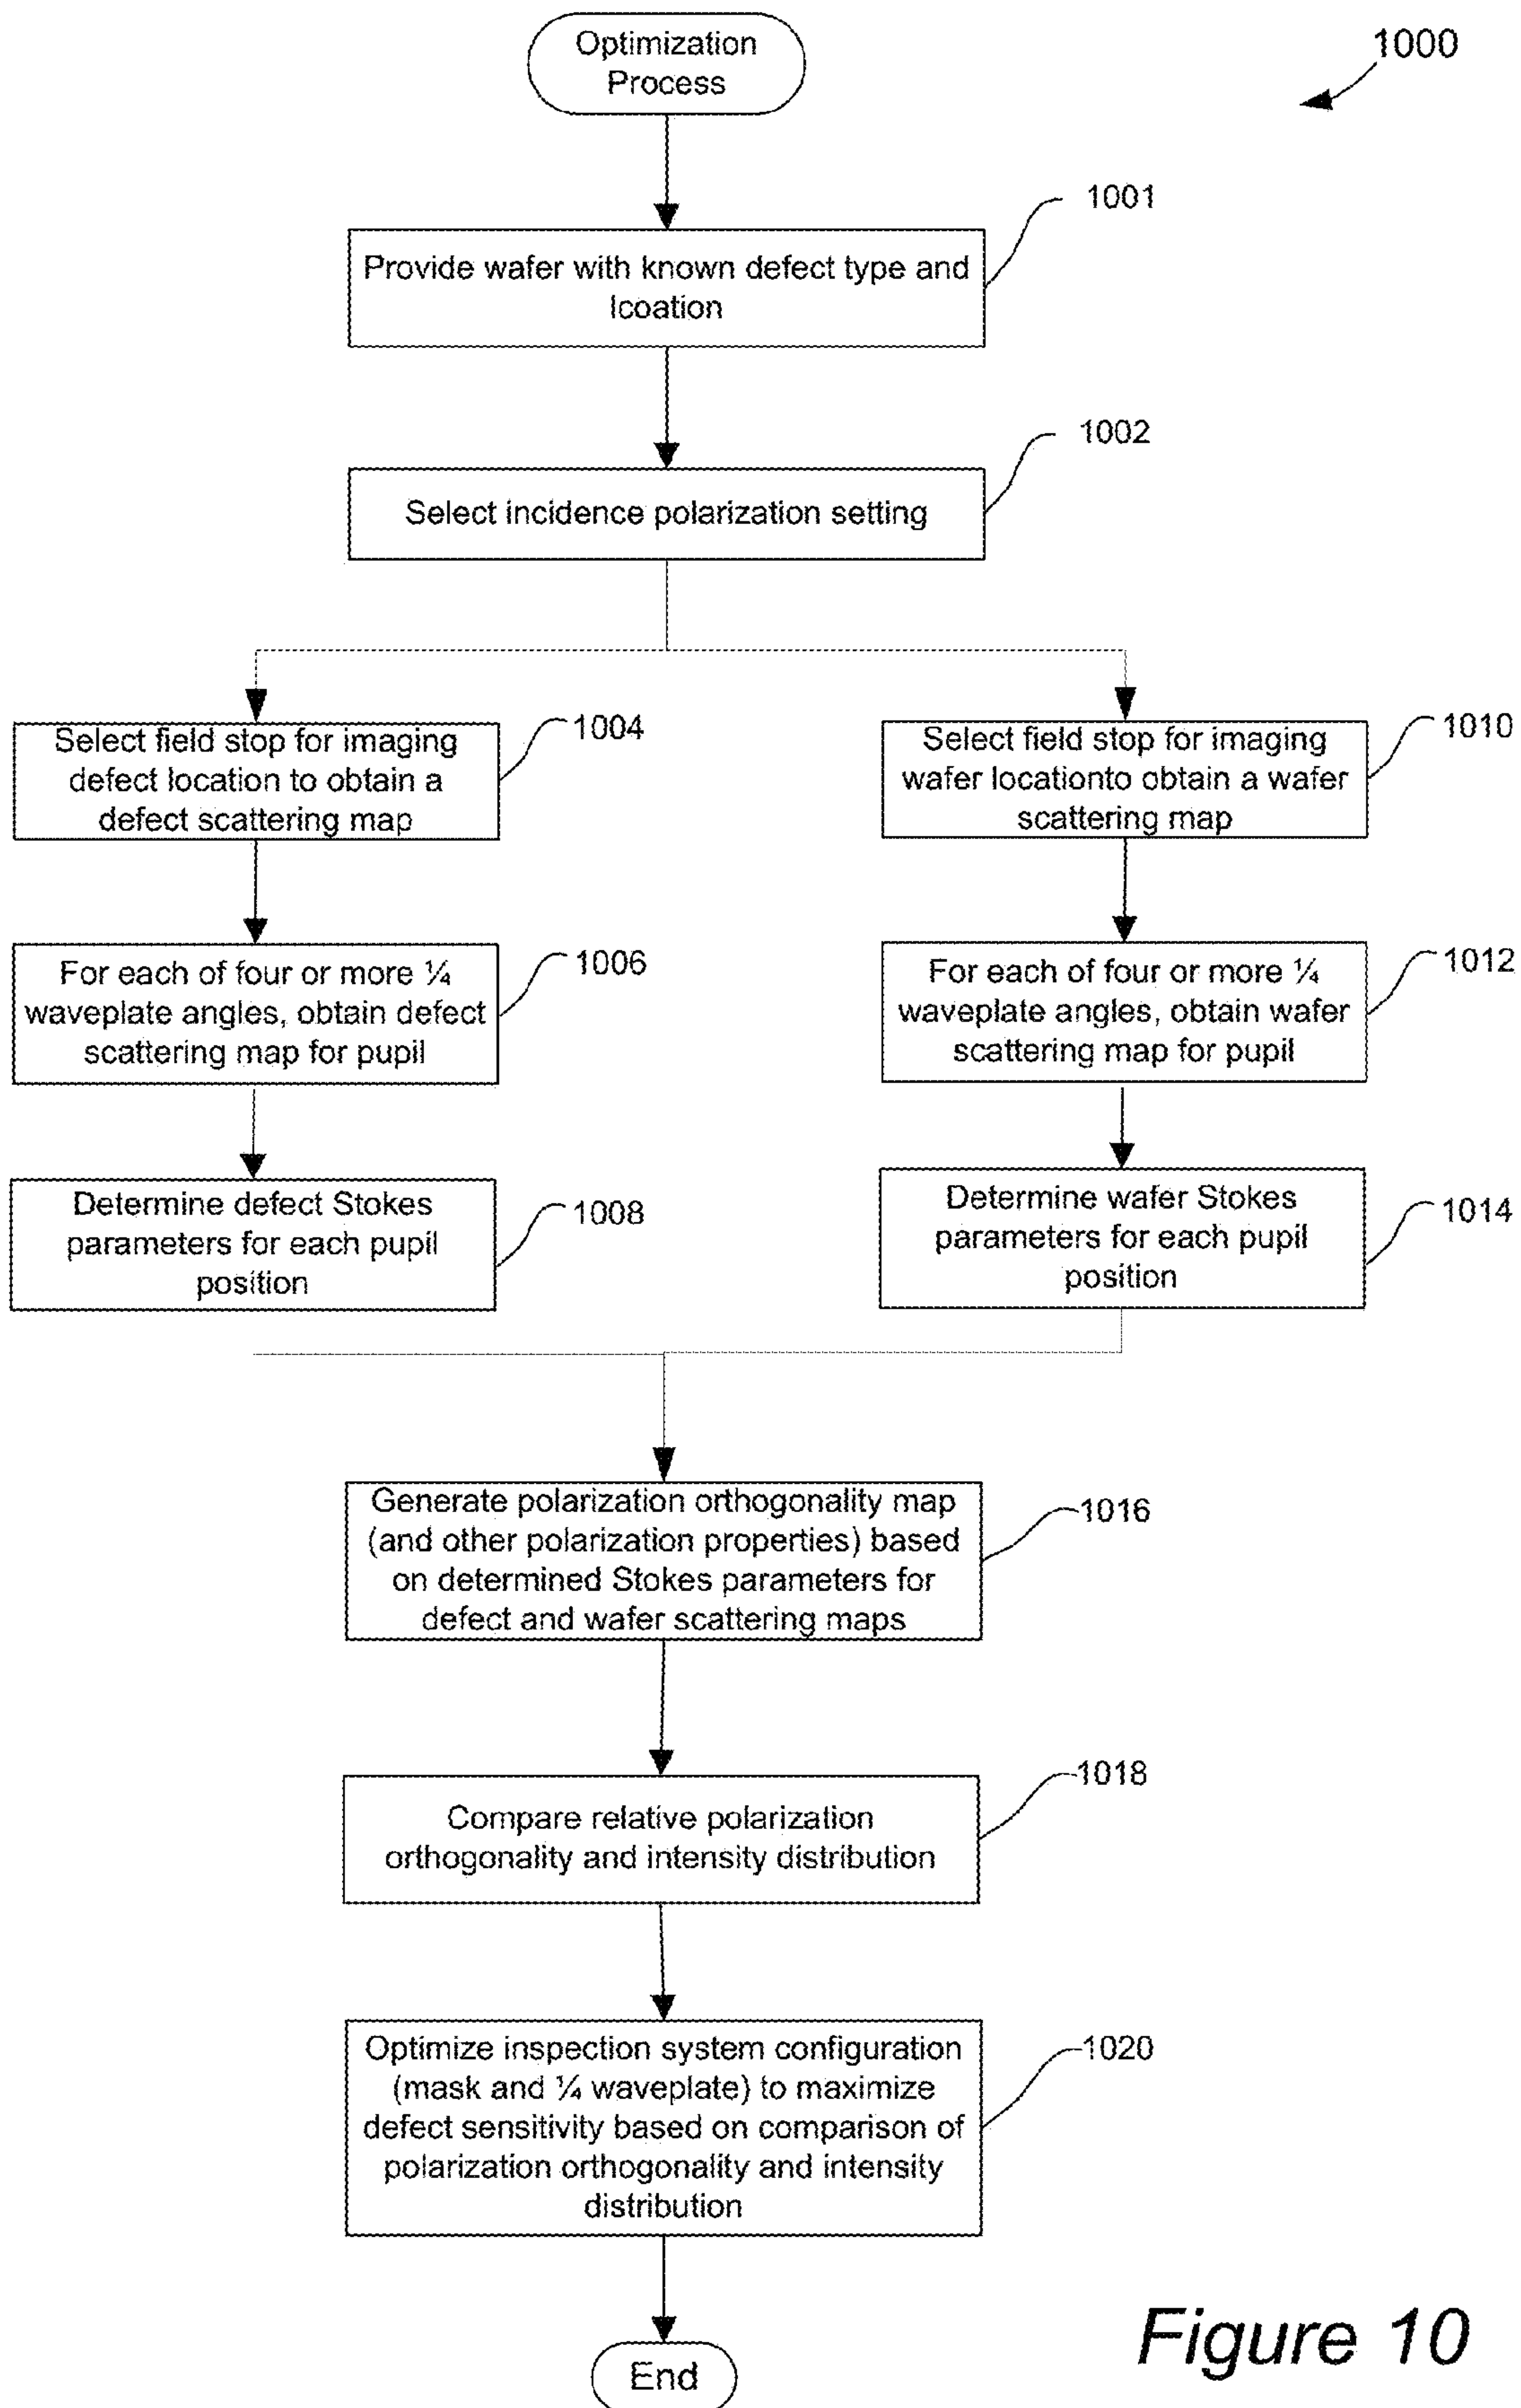 Optimization
Process
1000
1001
Provide wafer with known defect type and
lcoation
1002
Select incidence polarization setting
Select field stop for imaging
defect location to obtain a
defect scattering map
1004
Select field stop for imaging
wafer locationto obtain a wafer
scattering map
1010
For each of four or more ¼
waveplate angles, obtain defect
scattering map for pupil
1006
For each of four or more ¼
waveplate angles, obtain wafer
scattering map for pupil
1012
Determine defect Stokes
parameters for each pupil
position
1008
Determine wafer Stokes
parameters for each pupil
position
1014
Generate polarization orthogonality map
(and other polarization properties) based
on determined Stokes parameters for
defect and wafer scattering maps
1016
Compare relative polarization
orthogonality and intensity distribution
1018
Optimize inspection system configuration
(mask and ¼ waveplate) to maximize
defect sensitivity based on comparison of
polarization orthogonality and intensity
distribution
1020
End
Figure 10